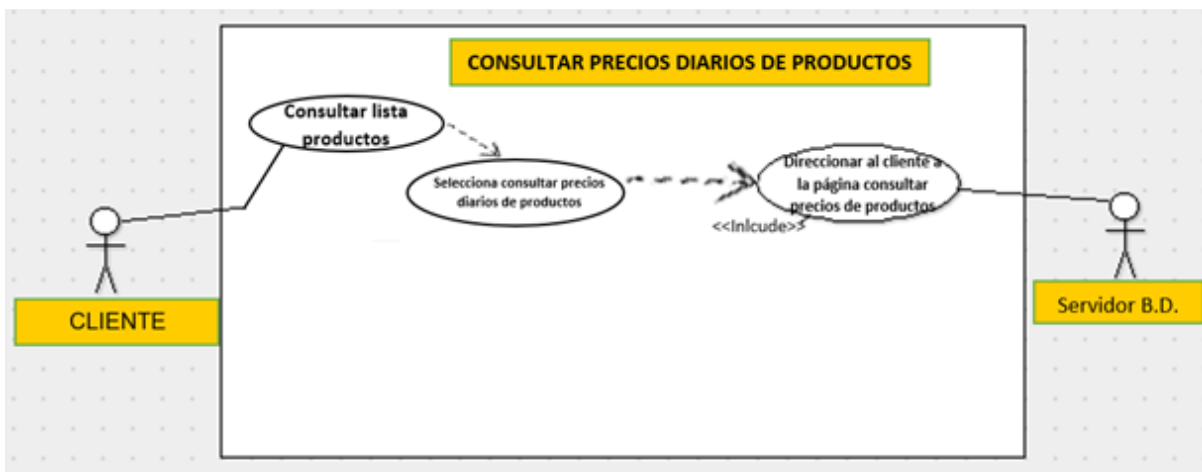 CONSULTAR PRECIOS DIARIOS DE PRODUCTOS
Consultar lista
productos
Selecciona consultar precios
diarios de productos
Direccionar al cliente a
la página consultar
precios de productos
<<Inlcude>>
CLIENTE
Servidor B.D.